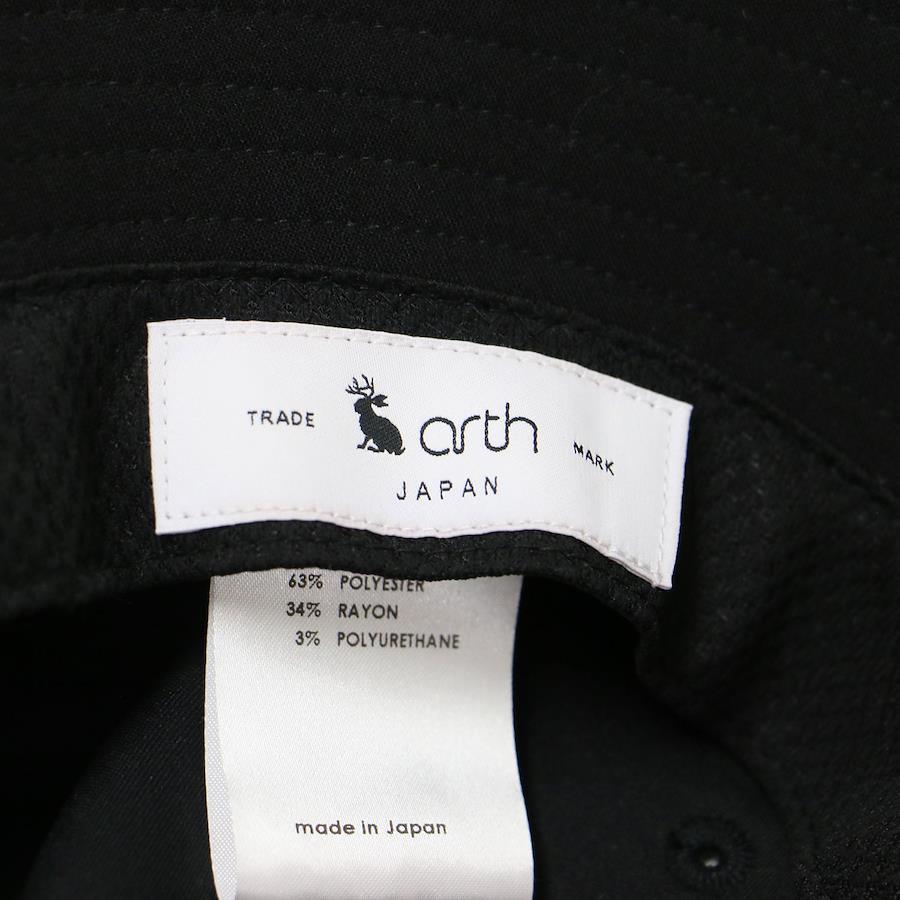 TRADE arth MARK
JAPAN
63% POLYESTER
34% RAYON
3% POLYURETHANE
made in Japan